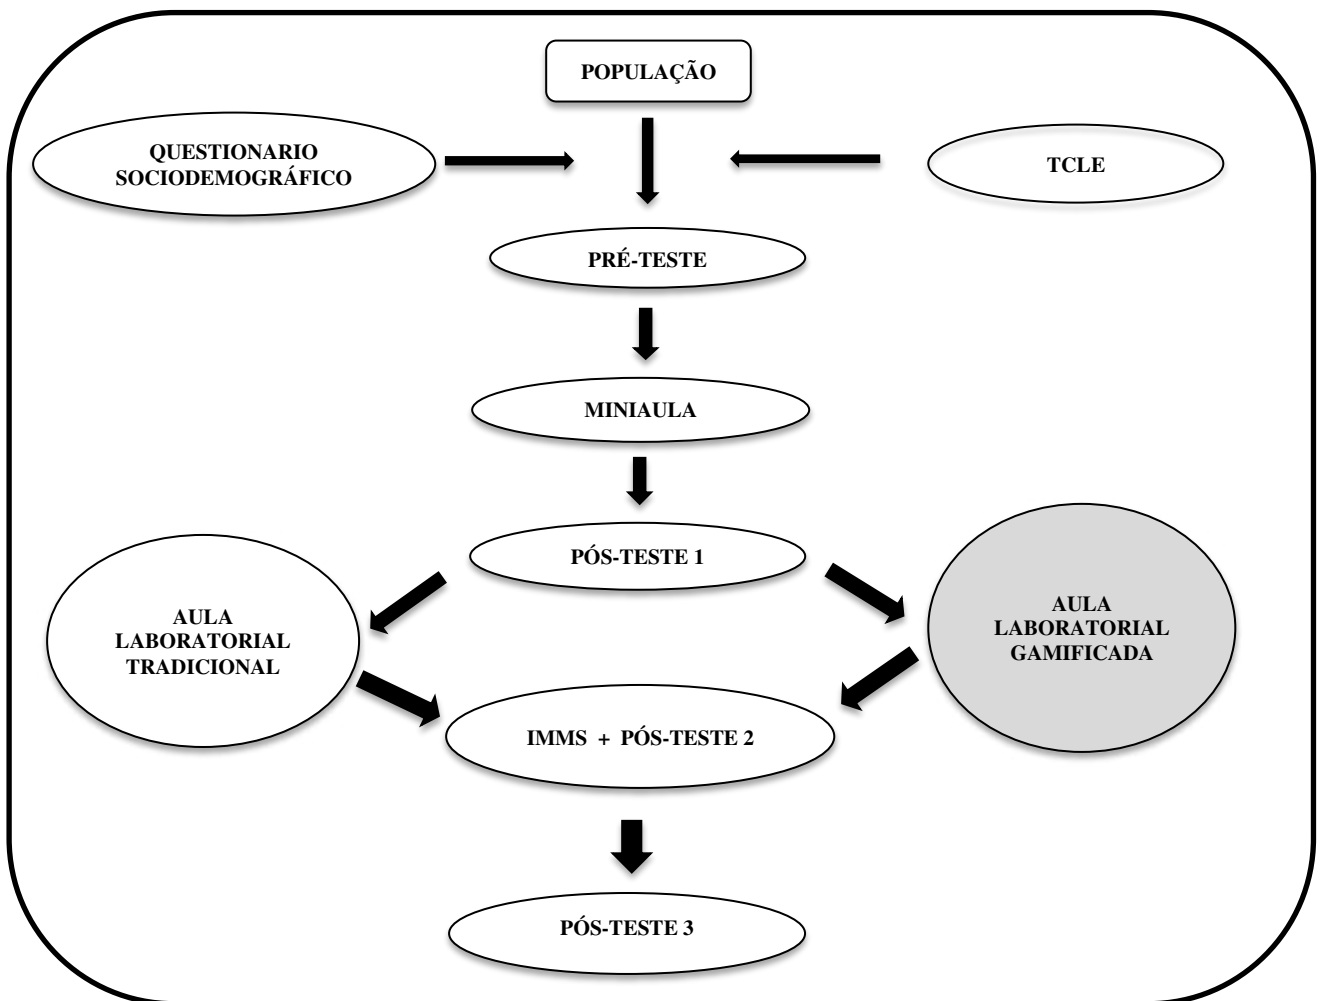 POPULAÇÃO
QUESTIONARIO
SOCIODEMOGRÁFICO
TCLE
PRÉ-TESTE
MINIAULA
PÓS-TESTE 1
AULA
LABORATORIAL
TRADICIONAL
AULA
LABORATORIAL
GAMIFICADA
IMMS + PÓS-TESTE 2
PÓS-TESTE 3